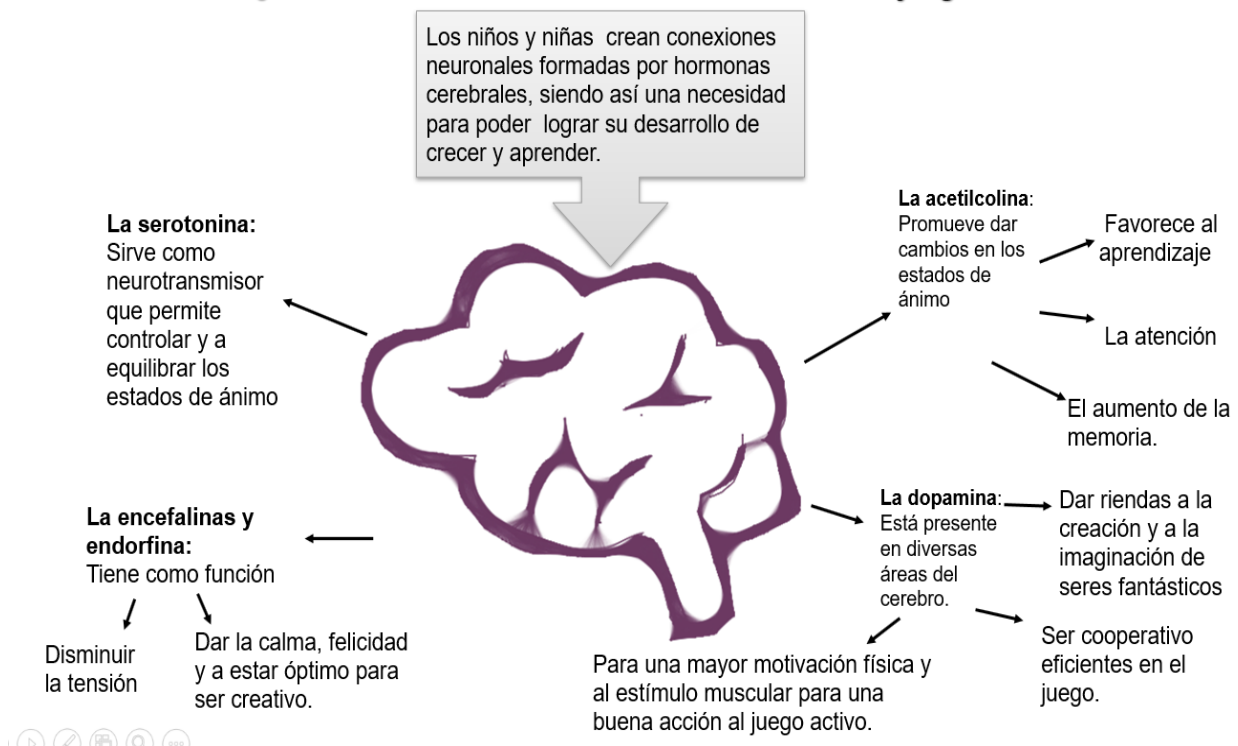 Los niños y niñas crean conexiones
neuronales formadas por hormonas
cerebrales, siendo así una necesidad
para poder lograr su desarrollo de
crecer y aprender.
La serotonina:
Sirve como
neurotransmisor
que permite
controlar y a
equilibrar los
estados de ánimo
La acetilcolina:
Promueve dar
cambios en los
estados de
ánimo
Favorece al
aprendizaje
La atención
El aumento de la
memoria.
La encefalinas y
endorfina:
Tiene como función
Disminuir
la tensión
Dar la calma, felicidad
y a estar óptimo para
ser creativo.
La dopamina:
Está presente
en diversas
áreas del
cerebro.
Dar riendas a la
creación y a la
imaginación de
seres fantásticos
Ser cooperativo
eficientes en el
juego.
Para una mayor motivación física y
al estímulo muscular para una
buena acción al juego activo.